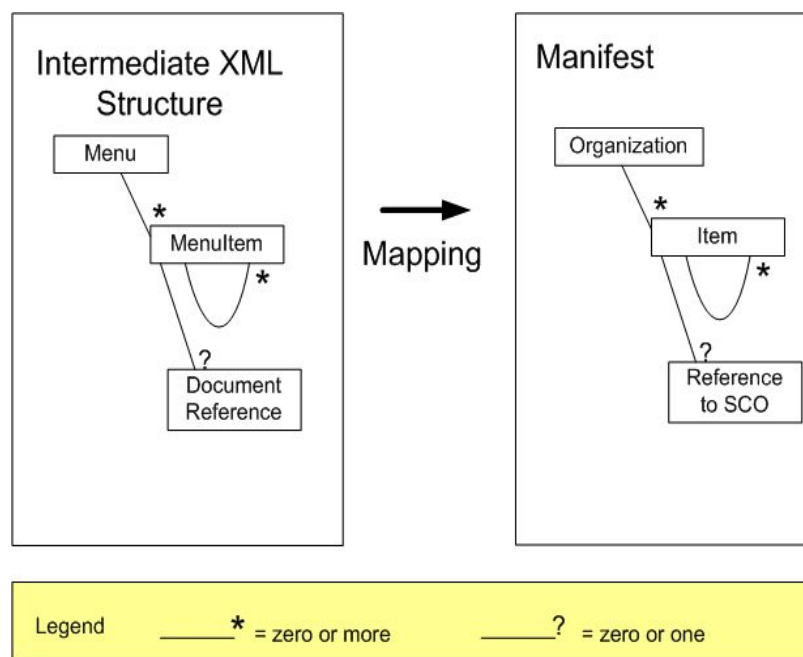 Intermediate XML
Structure
Menu
*
MenuItem
*
?
Document
Reference
Mapping
Manifest
Organization
*
Item
*
?
Reference
to SCO
Legend
* = zero or more
? = zero or one